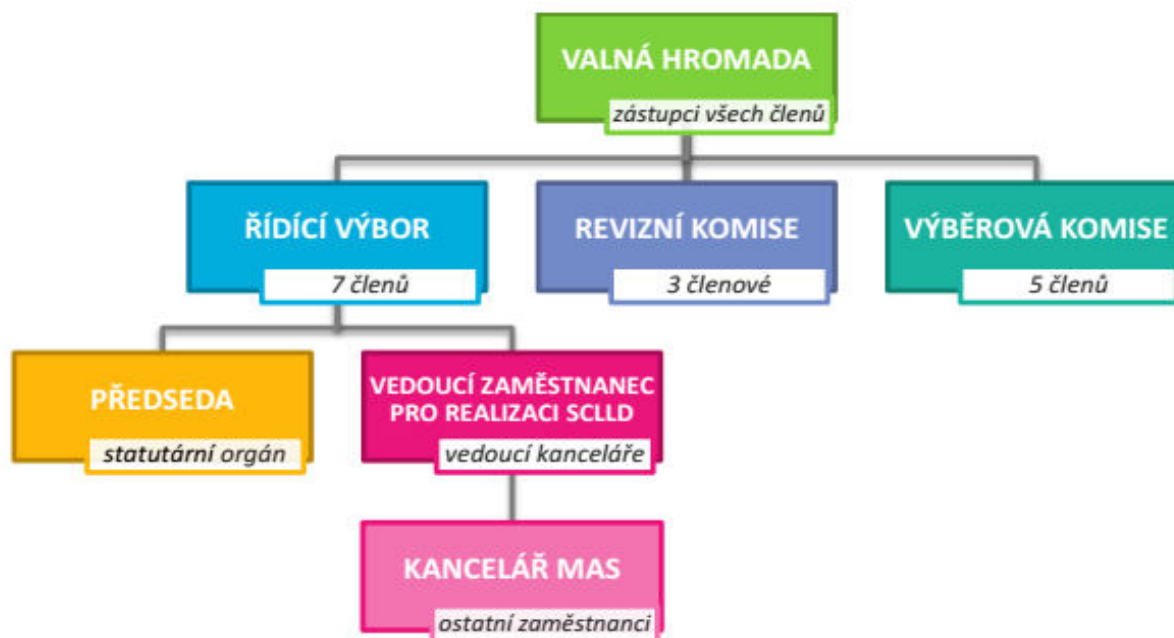 VALNÁ HROMADA
zástupci všech členů
ŘÍDÍCÍ VÝBOR
7 členů
REVIZNÍ KOMISE
3 členové
VÝBĚROVÁ KOMISE
5 členů
PŘEDSEDA
statutární orgán
VEDOUCÍ ZAMĚSTNANEC
PRO REALIZACI SCLLD
vedoucí kanceláře
KANCELÁŘ MAS
ostatní zaměstnanci